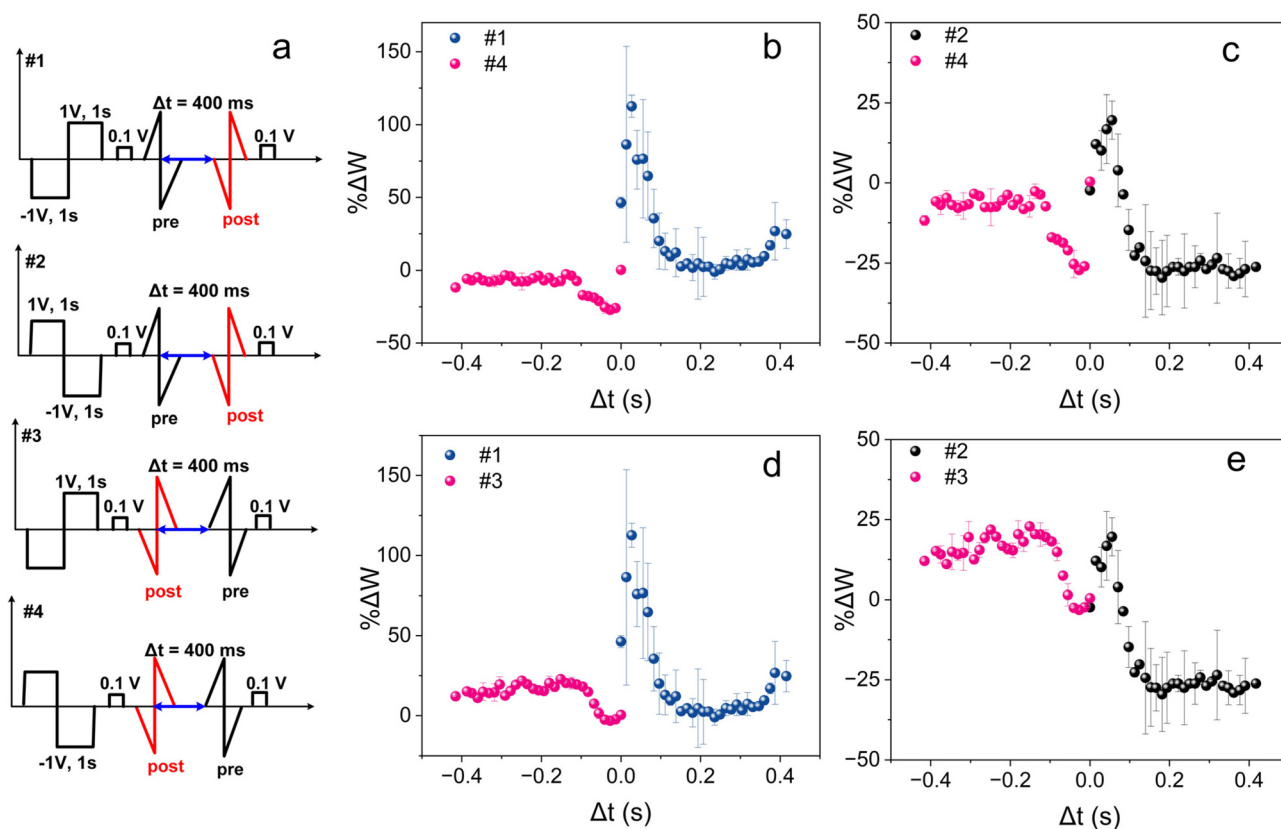 a
#1
1V, 1s
0.1 V
Δt = 400 ms
0.1 V
-1V, 1s
pre
post
#2
1V, 1s
0.1 V
Δt = 400 ms
0.1 V
-1V, 1s
pre
post
#3
1V, 1s
0.1 V
Δt = 400 ms
0.1 V
post
pre
#4
0.1 V
Δt = 400 ms
0.1 V
-1V, 1s
post
pre
b
#1
#4
150
100
50
0
−50
%ΔW
−0.4 −0.2 0.0 0.2 0.4
Δt (s)
c
#2
#4
50
25
0
−25
−50
%ΔW
−0.4 −0.2 0.0 0.2 0.4
Δt (s)
d
#1
#3
150
100
50
0
%ΔW
−0.4 −0.2 0.0 0.2 0.4
Δt (s)
e
#2
#3
50
25
0
−25
−50
%ΔW
−0.4 −0.2 0.0 0.2 0.4
Δt (s)